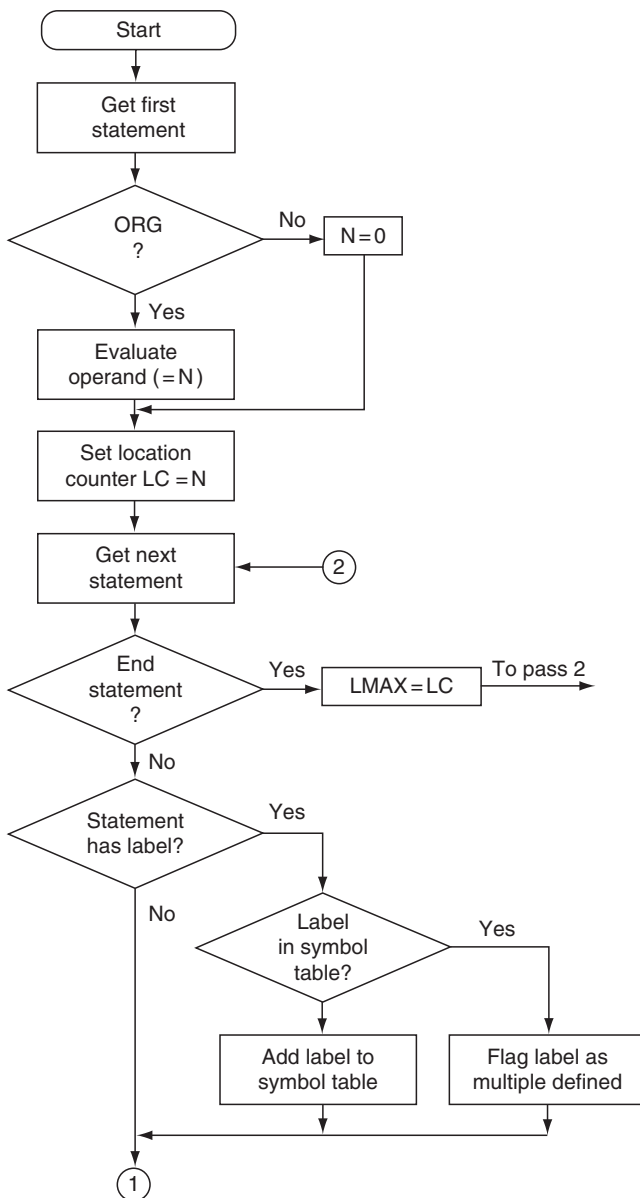 Start
Get first
statement
ORG
?
No
N=0
Yes
Evaluate
operand (=N)
Set location
counter LC =N
Get next
statement
2
End
statement
?
Yes
LMAX=LC
To pass 2
No
Statement
has label?
Yes
No
Label
in symbol
table?
Yes
Add label to
symbol table
Flag label as
multiple defined
1